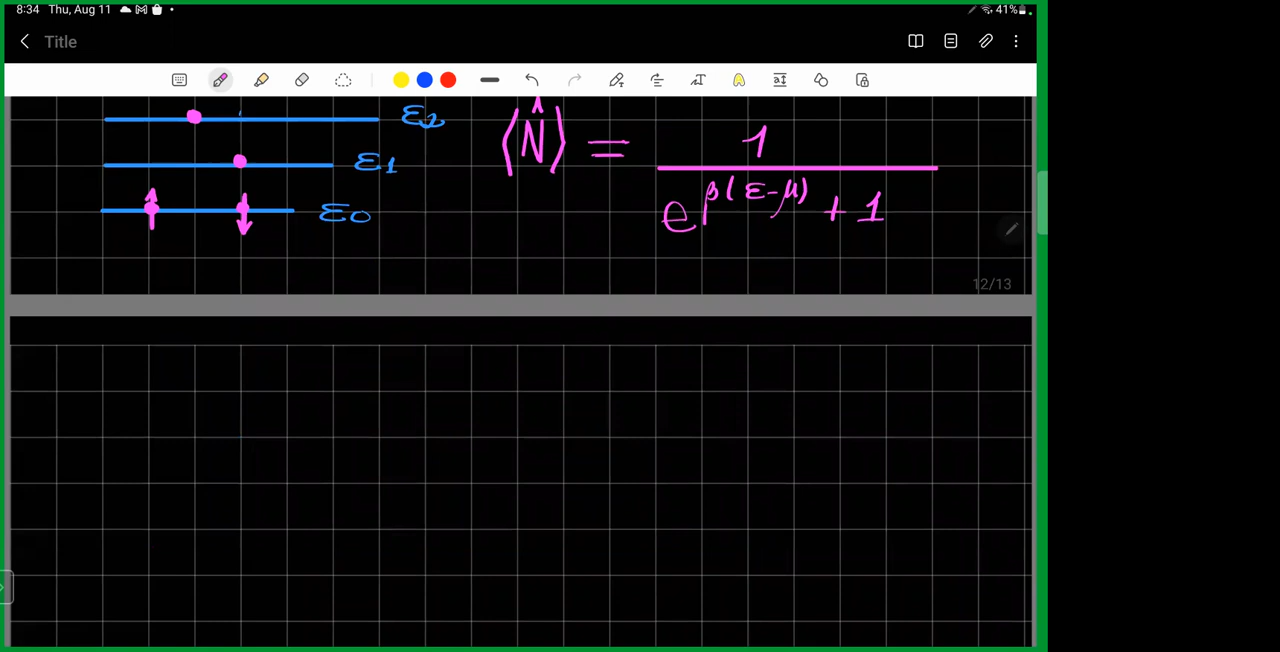 8:34 Thu, Aug 11
41%
Title
ε2
ε1
ε0
⟨N̂⟩ = 1 / e^β(ε-μ) + 1
12/13